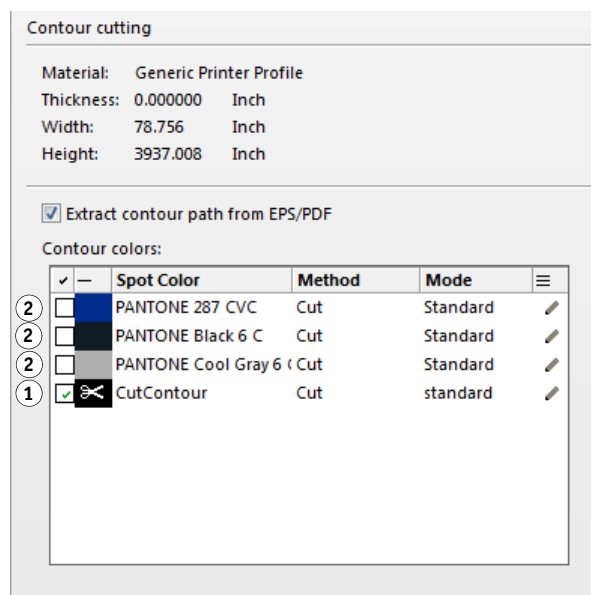 Contour cutting
Material: Generic Printer Profile
Thickness: 0.000000 Inch
Width: 78.756 Inch
Height: 3937.008 Inch
Extract contour path from EPS/PDF
Contour colors:
Spot Color Method Mode
2 PANTONE 287 CVC Cut Standard
2 PANTONE Black 6 C Cut Standard
2 PANTONE Cool Gray 6 ( Cut Standard
1 CutContour Cut standard